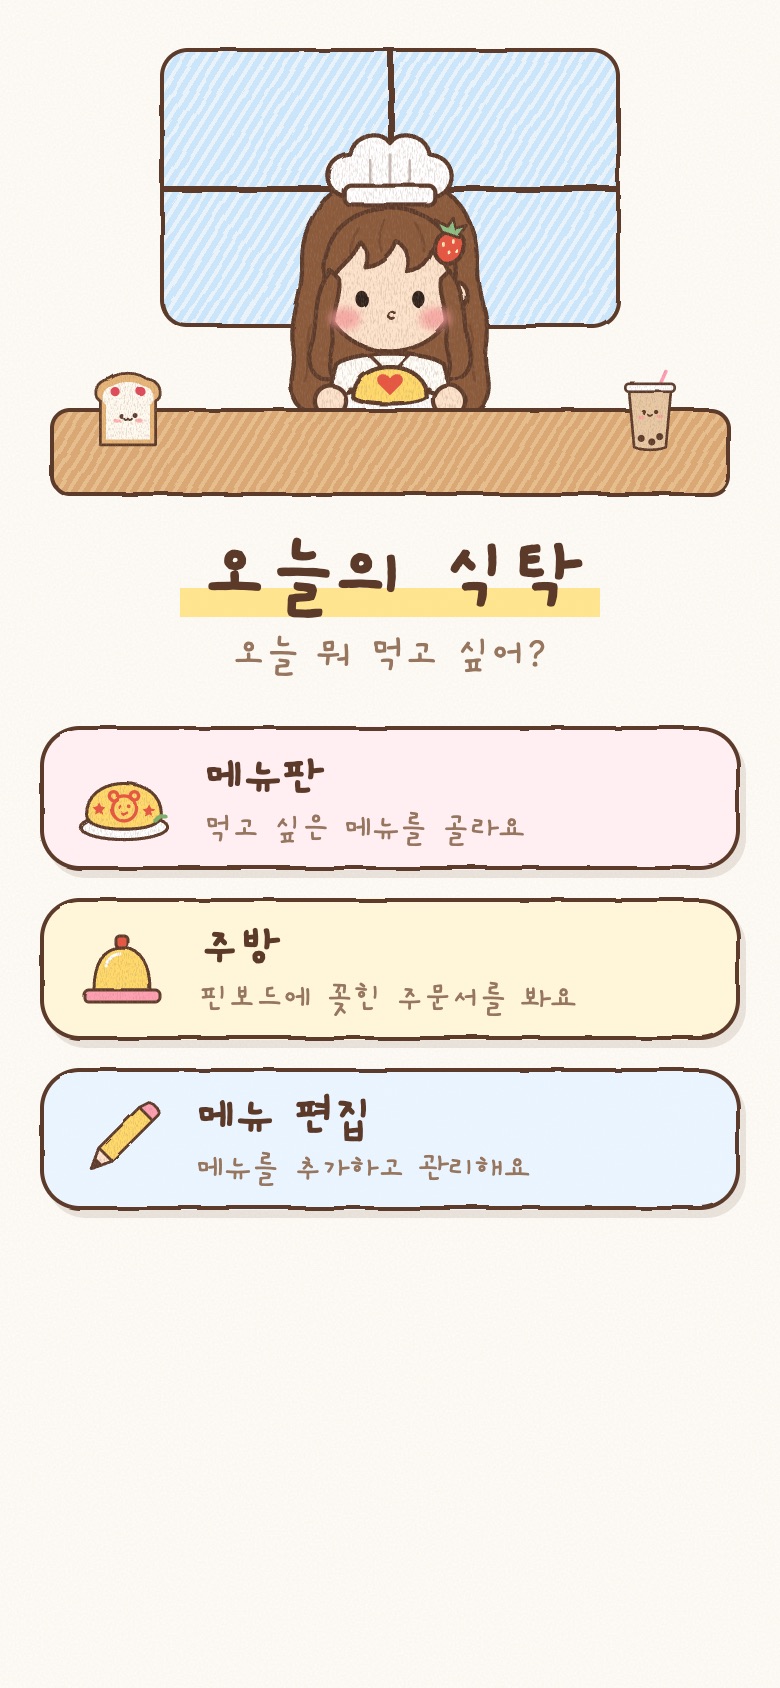 오늘의 식탁
오늘 뭐 먹고 싶어?
메뉴판
먹고 싶은 메뉴를 골라요
주방
핀보드에 꽂힌 주문서를 봐요
메뉴 편집
메뉴를 추가하고 관리해요